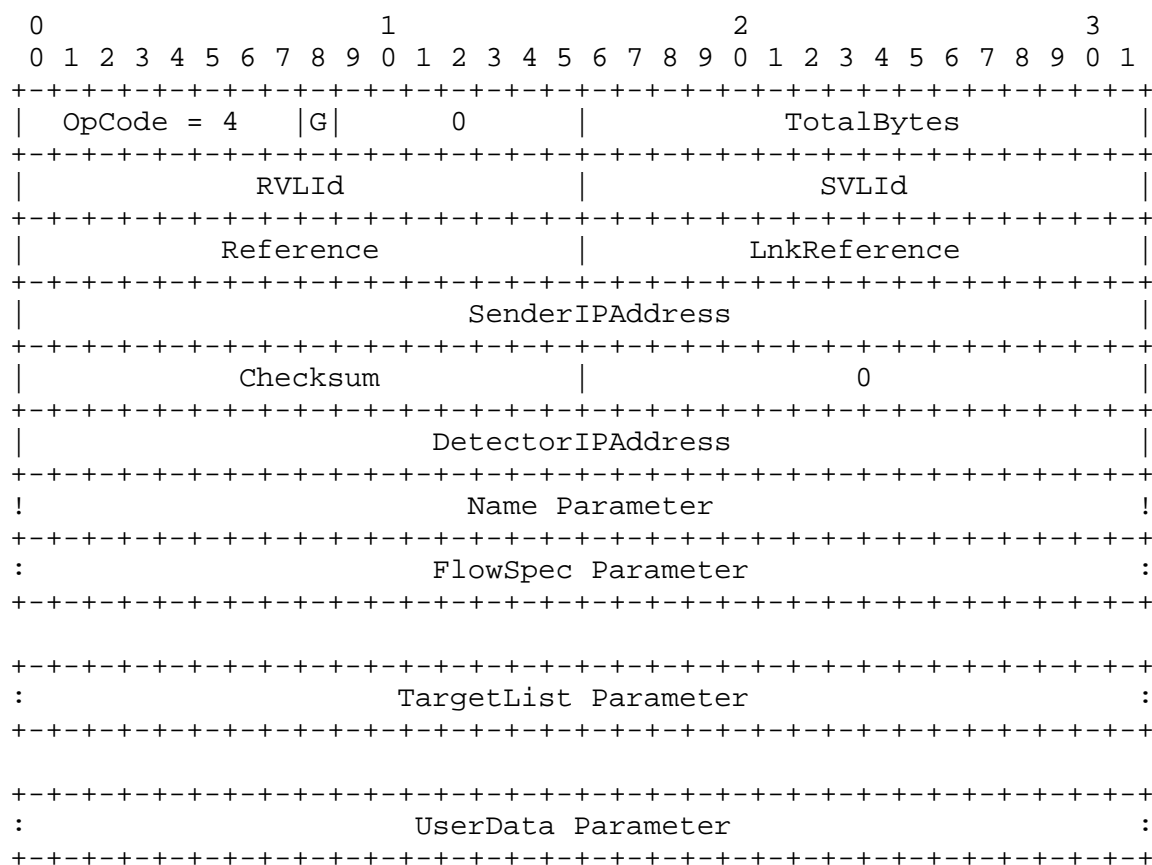 0                   1                   2                   3
 0 1 2 3 4 5 6 7 8 9 0 1 2 3 4 5 6 7 8 9 0 1 2 3 4 5 6 7 8 9 0 1
+-+-+-+-+-+-+-+-+-+-+-+-+-+-+-+-+-+-+-+-+-+-+-+-+-+-+-+-+-+-+-+-+
|  OpCode = 4   |G|      0      |           TotalBytes          |
+-+-+-+-+-+-+-+-+-+-+-+-+-+-+-+-+-+-+-+-+-+-+-+-+-+-+-+-+-+-+-+-+
|             RVLId             |             SVLId             |
+-+-+-+-+-+-+-+-+-+-+-+-+-+-+-+-+-+-+-+-+-+-+-+-+-+-+-+-+-+-+-+-+
|           Reference           |         LnkReference          |
+-+-+-+-+-+-+-+-+-+-+-+-+-+-+-+-+-+-+-+-+-+-+-+-+-+-+-+-+-+-+-+-+
|                         SenderIPAddress                       |
+-+-+-+-+-+-+-+-+-+-+-+-+-+-+-+-+-+-+-+-+-+-+-+-+-+-+-+-+-+-+-+-+
|            Checksum           |               0               |
+-+-+-+-+-+-+-+-+-+-+-+-+-+-+-+-+-+-+-+-+-+-+-+-+-+-+-+-+-+-+-+-+
|                       DetectorIPAddress                       |
+-+-+-+-+-+-+-+-+-+-+-+-+-+-+-+-+-+-+-+-+-+-+-+-+-+-+-+-+-+-+-+-+
!                         Name Parameter                        !
+-+-+-+-+-+-+-+-+-+-+-+-+-+-+-+-+-+-+-+-+-+-+-+-+-+-+-+-+-+-+-+-+
:                       FlowSpec Parameter                      :
+-+-+-+-+-+-+-+-+-+-+-+-+-+-+-+-+-+-+-+-+-+-+-+-+-+-+-+-+-+-+-+-+

+-+-+-+-+-+-+-+-+-+-+-+-+-+-+-+-+-+-+-+-+-+-+-+-+-+-+-+-+-+-+-+-+
:                     TargetList Parameter                      :
+-+-+-+-+-+-+-+-+-+-+-+-+-+-+-+-+-+-+-+-+-+-+-+-+-+-+-+-+-+-+-+-+

+-+-+-+-+-+-+-+-+-+-+-+-+-+-+-+-+-+-+-+-+-+-+-+-+-+-+-+-+-+-+-+-+
:                      UserData Parameter                       :
+-+-+-+-+-+-+-+-+-+-+-+-+-+-+-+-+-+-+-+-+-+-+-+-+-+-+-+-+-+-+-+-+